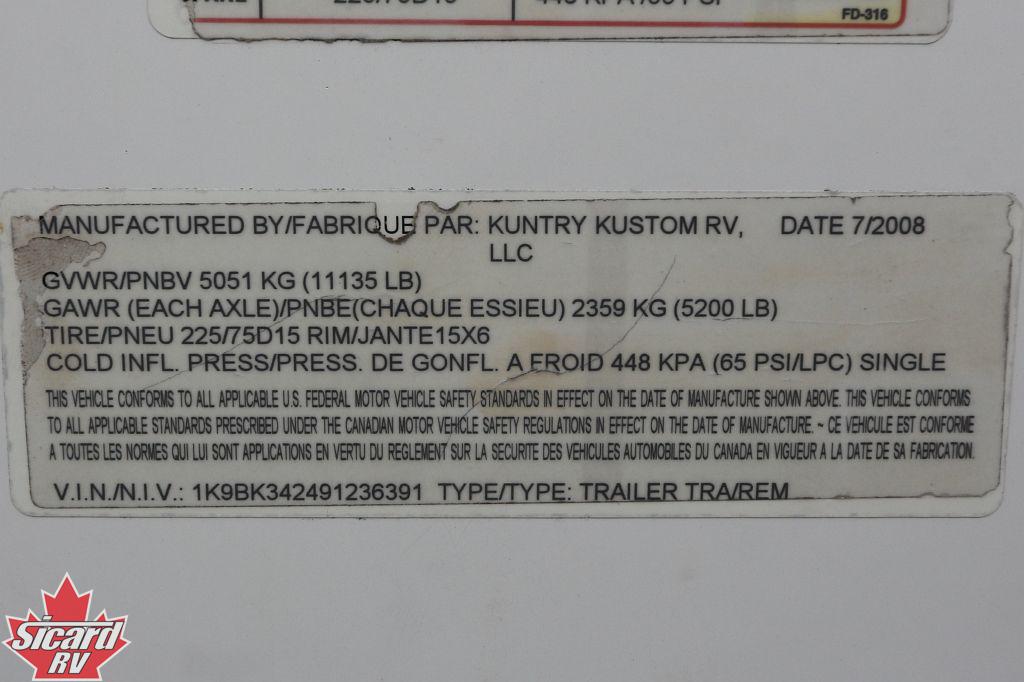 FD-316
MANUFACTURED BY/FABRIQUE PAR: KUNTRY KUSTOM RV, DATE 7/2008
LLC
GVWR/PNBV 5051 KG (11135 LB)
GAWR (EACH AXLE)/PNBE(CHAQUE ESSIEU) 2359 KG (5200 LB)
TIRE/PNEU 225/75D15 RIM/JANTE15X6
COLD INFL. PRESS/PRESS. DE GONFL. A FROID 448 KPA (65 PSI/LPC) SINGLE
THIS VEHICLE CONFORMS TO ALL APPLICABLE U.S. FEDERAL MOTOR VEHICLE SAFETY STANDARDS IN EFFECT ON THE DATE OF MANUFACTURE SHOWN ABOVE. THIS VEHICLE CONFORMS
TO ALL APPLICABLE STANDARDS PRESCRIBED UNDER THE CANADIAN MOTOR VEHICLE SAFETY REGULATIONS IN EFFECT ON THE DATE OF MANUFACTURE. ~ CE VEHICULE EST CONFORME
A TOUTES LES NORMES QUI LUI SONT APPLICATIONS EN VERTU DU REGLEMENT SUR LA SECURITE DES VEHICULES AUTOMOBILES DU CANADA EN VIGUEUR A LA DATE DE SA FABRICATION.
V.I.N./N.I.V.: 1K9BK342491236391 TYPE/TYPE: TRAILER TRA/REM
Sicard
RV